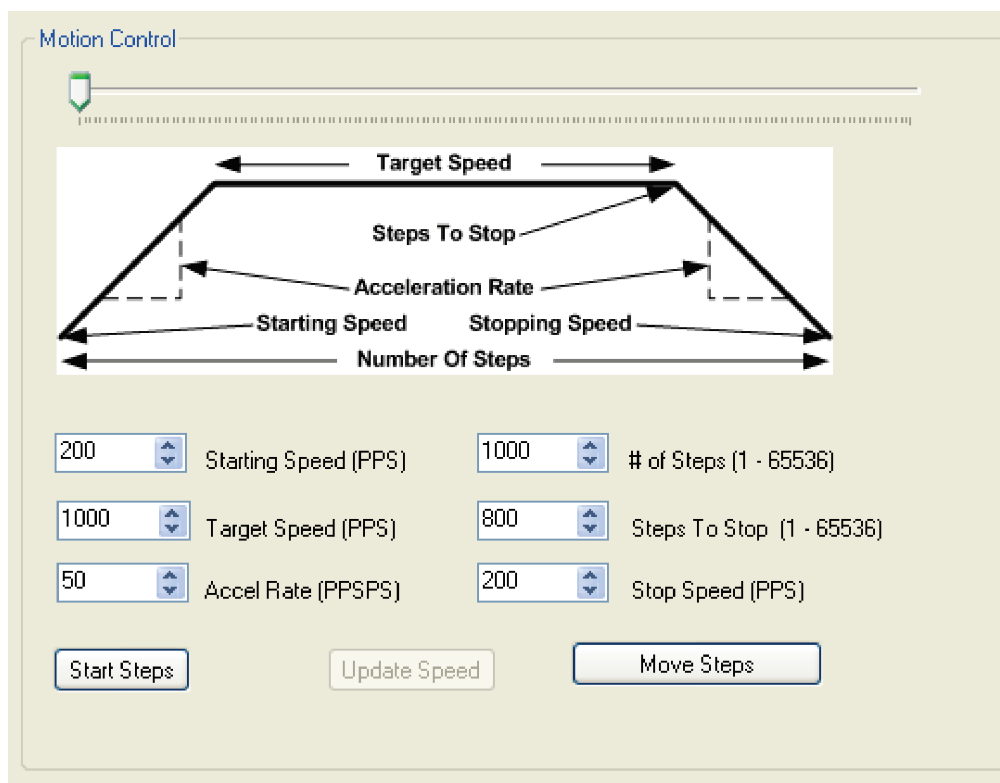 Motion Control
Target Speed
Steps To Stop
Acceleration Rate
Starting Speed Stopping Speed
Number Of Steps
200 Starting Speed (PPS) 1000 # of Steps (1 - 65536)
1000 Target Speed (PPS) 800 Steps To Stop (1 - 65536)
50 Accel Rate (PPSPS) 200 Stop Speed (PPS)
Start Steps Update Speed Move Steps